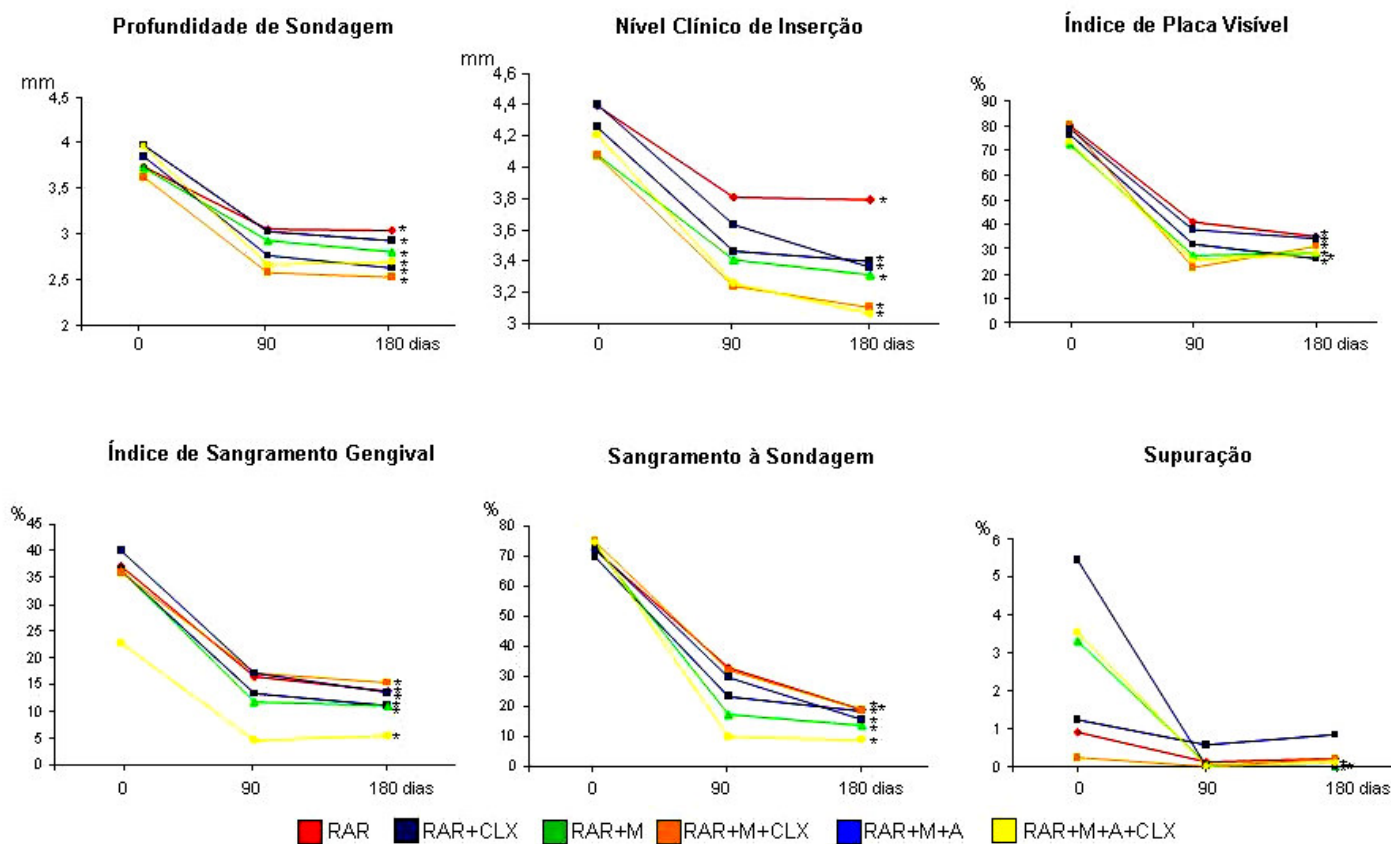 Profundidade de Sondagem
mm
4,5
4
3,5
3
2,5
2
0 90 180 dias
* * * * * *
Nível Clínico de Inserção
mm
4,6
4,4
4,2
4
3,8
3,6
3,4
3,2
3
0 90 180 dias
* * * * * *
Índice de Placa Visível
%
90
80
70
60
50
40
30
20
10
0
0 90 180 dias
* * * * * *
Índice de Sangramento Gengival
%
45
40
35
30
25
20
15
10
5
0
0 90 180 dias
* * * * * *
Sangramento à Sondagem
%
80
70
60
50
40
30
20
10
0
0 90 180 dias
* * * * * *
Supuração
%
6
5
4
3
2
1
0
0 90 180 dias
* * *
RAR RAR+CLX RAR+M RAR+M+CLX RAR+M+A RAR+M+A+CLX